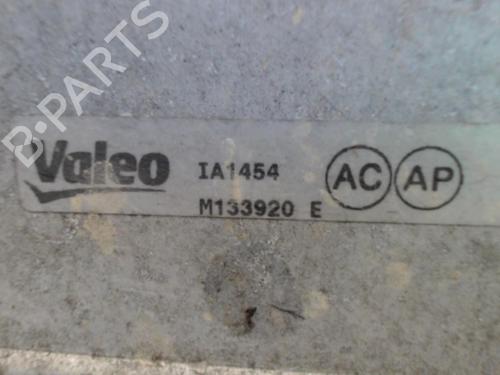 B-PARTS
Valeo IA1454 AC AP
M133920 E